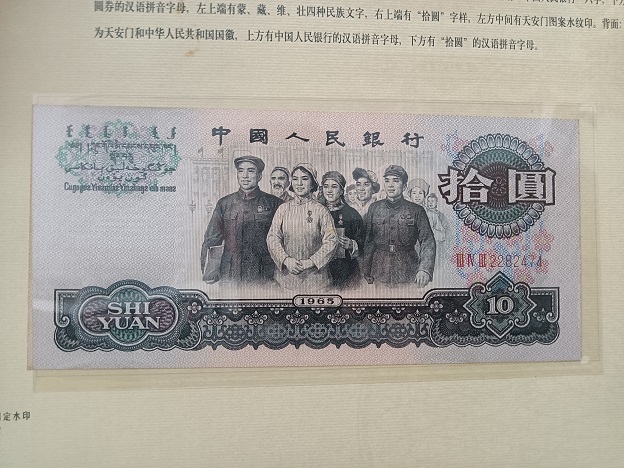 圆券的汉语拼音字母，左上端有蒙、藏、维、壮四种民族文字，右上端有“拾圆”字样，左方中间有天安门图案水纹印。背面：
为天安门和中华人民共和国国徽，上方有中国人民银行的汉语拼音字母，下方有“拾圆”的汉语拼音字母。
中國人民銀行
拾圓
ⅢⅣⅢ2282474
1965
SHI
YUAN
10
定水印